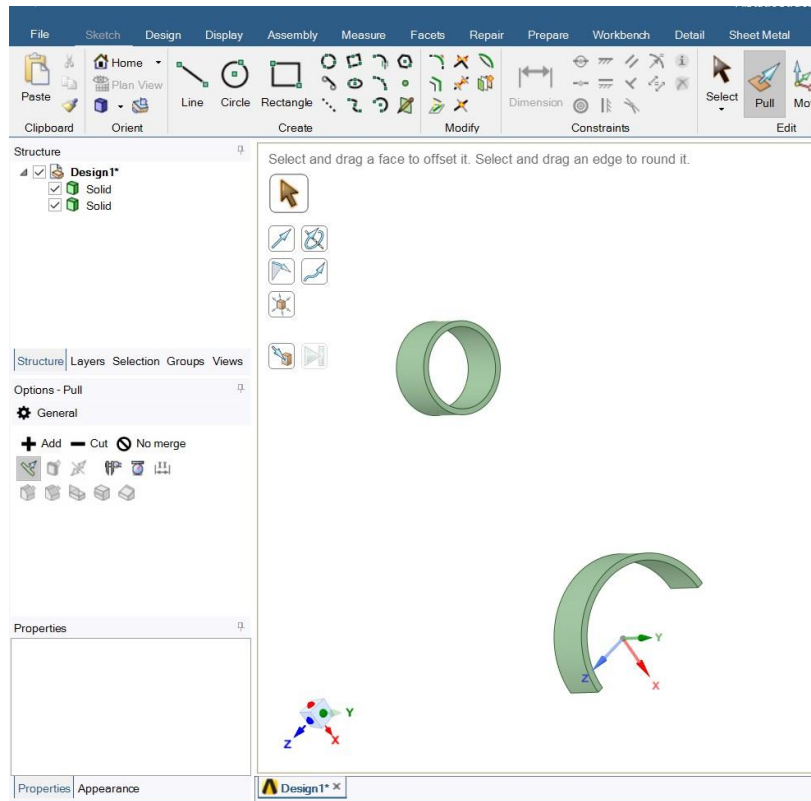 File Sketch Design Display Assembly Measure Facets Repair Prepare Workbench Detail Sheet Metal
Home
Plan View
Paste
Line Circle Rectangle
Dimension
Select Pull Mov
Clipboard Orient Create Modify Constraints Edit
Structure
Design1*
Solid
Solid
Structure Layers Selection Groups Views
Options - Pull
General
Add Cut No merge
Properties
Properties Appearance
Select and drag a face to offset it. Select and drag an edge to round it.
Y
Z
X
Y
Z
X
Design1*